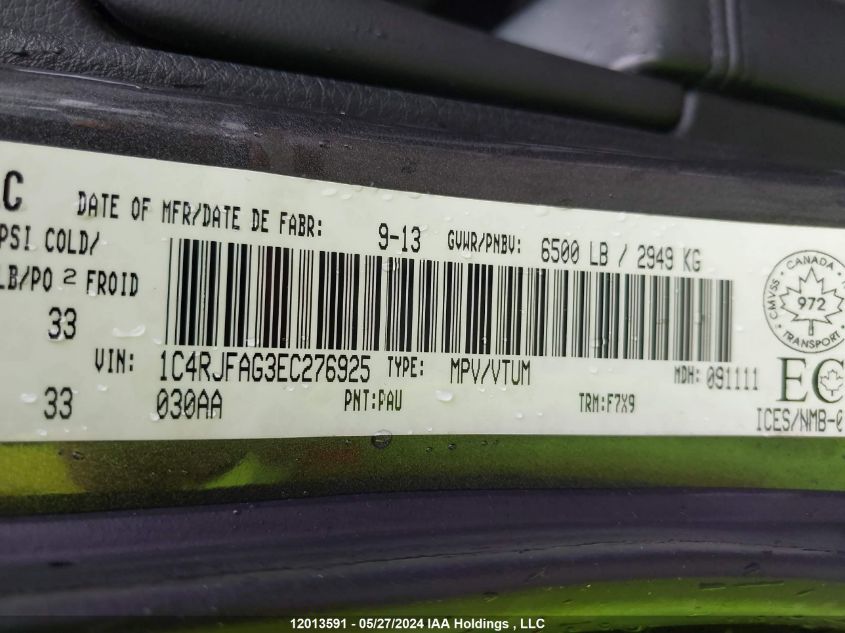 C
DATE OF MFR/DATE DE FABR: 9-13 GVWR/PNBV: 6500 LB / 2949 KG
PSI COLD/
LB/PO 2 FROID
33
VIN: 1C4RJFAG3EC276925 TYPE: MPV/VTUM MDH: 091111
33 030AA PNT:PAU TRM:F7X9
CMVSS CANADA
972
TRANSPORT
EC
ICES/NMB-0
12013591 - 05/27/2024 IAA Holdings , LLC